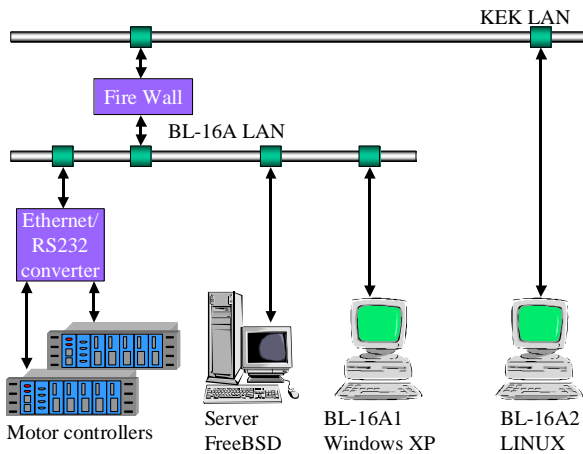 KEK LAN
Fire Wall
BL-16A LAN
Ethernet/
RS232
converter
Motor controllers
Server
FreeBSD
BL-16A1
Windows XP
BL-16A2
LINUX